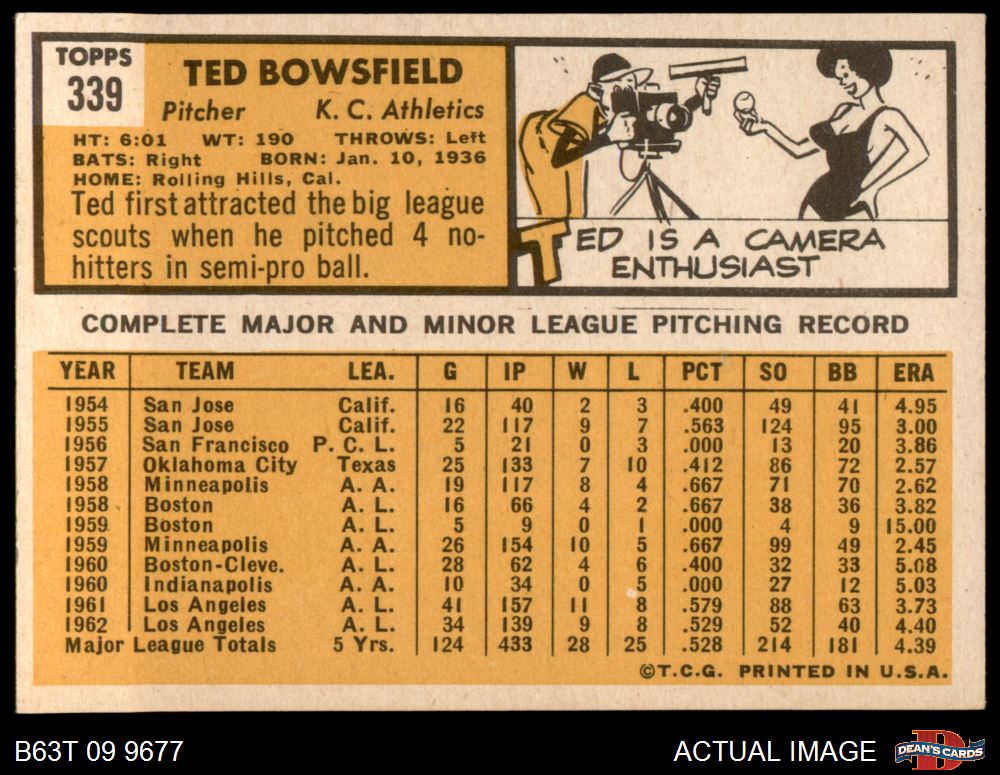 TOPPS
339
TED BOWSFIELD
Pitcher K. C. Athletics
HT: 6:01 WT: 190 THROWS: Left
BATS: Right BORN: Jan. 10, 1936
HOME: Rolling Hills, Cal.
Ted first attracted the big league
scouts when he pitched 4 no-
hitters in semi-pro ball.
TED IS A CAMERA
ENTHUSIAST
COMPLETE MAJOR AND MINOR LEAGUE PITCHING RECORD
YEAR TEAM LEA. G IP W L PCT SO BB ERA
1954 San Jose Calif. 16 40 2 3 .400 49 41 4.95
1955 San Jose Calif. 22 117 9 7 .563 124 95 3.00
1956 San Francisco P. C. L. 5 21 0 3 .000 13 20 3.86
1957 Oklahoma City Texas 25 133 7 10 .412 86 72 2.57
1958 Minneapolis A. A. 19 117 8 4 .667 71 70 2.62
1958 Boston A. L. 16 66 4 2 .667 38 36 3.82
1959 Boston A. L. 5 9 0 1 .000 4 9 15.00
1959 Minneapolis A. A. 26 154 10 5 .667 99 49 2.45
1960 Boston-Cleve. A. L. 28 62 4 6 .400 32 33 5.08
1960 Indianapolis A. A. 10 34 0 5 .000 27 12 5.03
1961 Los Angeles A. L. 41 157 11 8 .579 88 63 3.73
1962 Los Angeles A. L. 34 139 9 8 .529 52 40 4.40
Major League Totals 5 Yrs. 124 433 28 25 .528 214 181 4.39
©T.C.G. PRINTED IN U.S.A.
B63T 09 9677 ACTUAL IMAGE DEAN'S CARDS